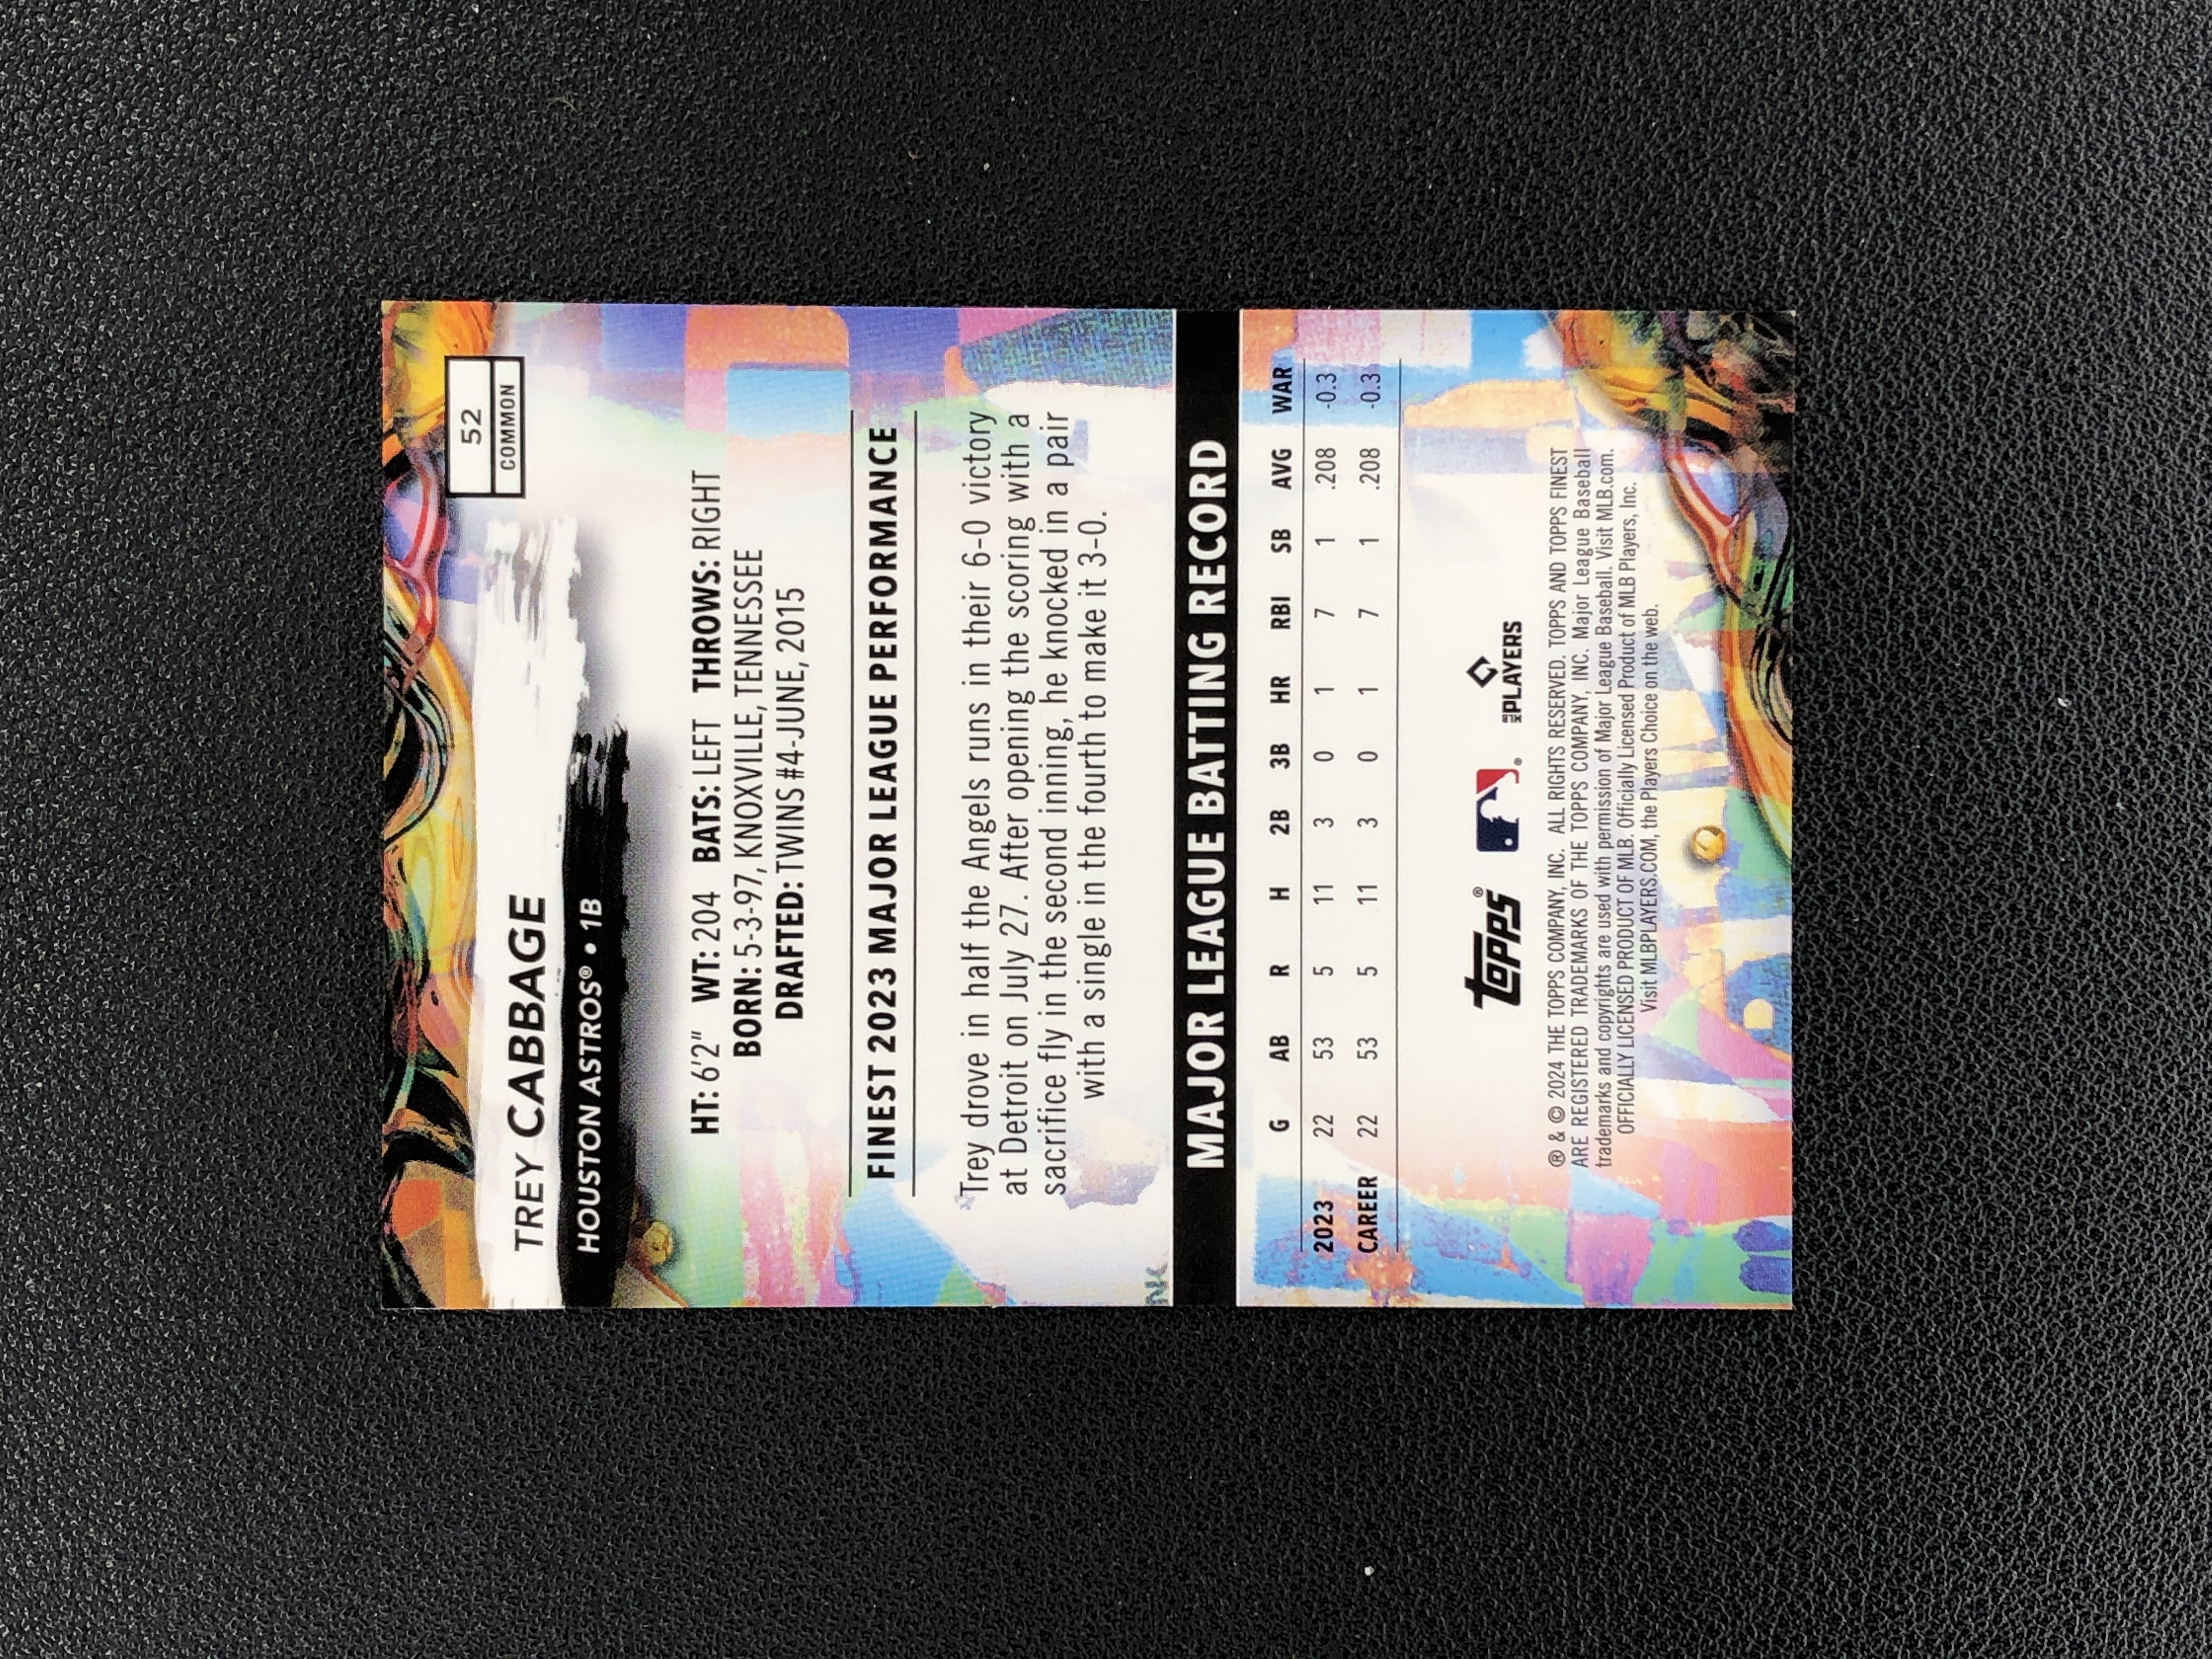 52
COMMON
TREY CABBAGE
HOUSTON ASTROS® • 1B
HT: 6'2" WT: 204 BATS: LEFT THROWS: RIGHT
BORN: 5-3-97, KNOXVILLE, TENNESSEE
DRAFTED: TWINS #4-JUNE, 2015
FINEST 2023 MAJOR LEAGUE PERFORMANCE
Trey drove in half the Angels runs in their 6-0 victory
at Detroit on July 27. After opening the scoring with a
sacrifice fly in the second inning, he knocked in a pair
with a single in the fourth to make it 3-0.
MAJOR LEAGUE BATTING RECORD
G AB R H 2B 3B HR RBI SB AVG WAR
2023 22 53 5 11 3 0 1 7 1 .208 -0.3
CAREER 22 53 5 11 3 0 1 7 1 .208 -0.3
topps® ® MLB PLAYERS
® & © 2024 THE TOPPS COMPANY, INC. ALL RIGHTS RESERVED. TOPPS AND TOPPS FINEST
ARE REGISTERED TRADEMARKS OF THE TOPPS COMPANY, INC. Major League Baseball
trademarks and copyrights are used with permission of Major League Baseball. Visit MLB.com.
OFFICIALLY LICENSED PRODUCT OF MLB. Officially Licensed Product of MLB Players, Inc.
Visit MLBPLAYERS.COM, the Players Choice on the web.